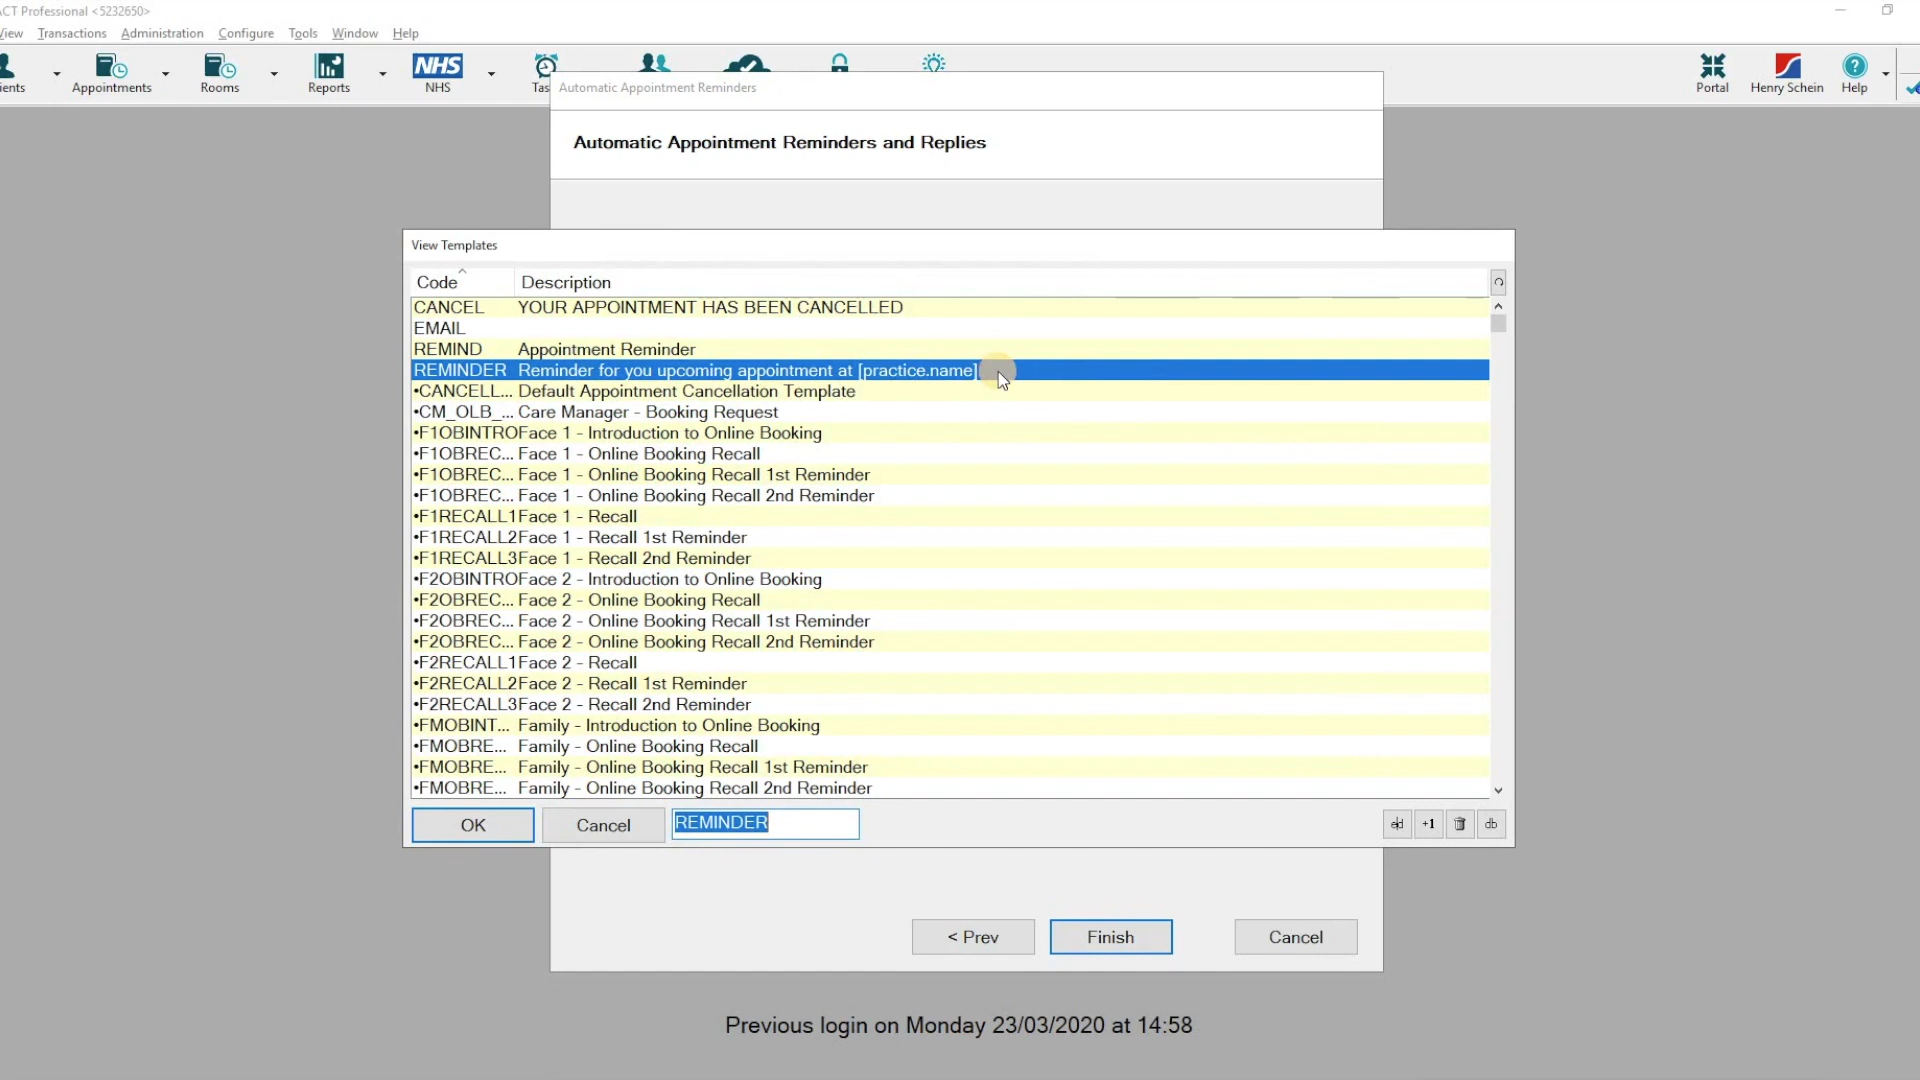 ACT Professional <5232650>
View Transactions Administration Configure Tools Window Help
ients Appointments Rooms Reports NHS NHS Tas Portal Henry Schein Help
Automatic Appointment Reminders
Automatic Appointment Reminders and Replies
View Templates
Code Description
CANCEL YOUR APPOINTMENT HAS BEEN CANCELLED
EMAIL
REMIND Appointment Reminder
REMINDER Reminder for you upcoming appointment at [practice.name]
•CANCELL... Default Appointment Cancellation Template
•CM_OLB_... Care Manager - Booking Request
•F1OBINTRO Face 1 - Introduction to Online Booking
•F1OBREC... Face 1 - Online Booking Recall
•F1OBREC... Face 1 - Online Booking Recall 1st Reminder
•F1OBREC... Face 1 - Online Booking Recall 2nd Reminder
•F1RECALL1 Face 1 - Recall
•F1RECALL2 Face 1 - Recall 1st Reminder
•F1RECALL3 Face 1 - Recall 2nd Reminder
•F2OBINTRO Face 2 - Introduction to Online Booking
•F2OBREC... Face 2 - Online Booking Recall
•F2OBREC... Face 2 - Online Booking Recall 1st Reminder
•F2OBREC... Face 2 - Online Booking Recall 2nd Reminder
•F2RECALL1 Face 2 - Recall
•F2RECALL2 Face 2 - Recall 1st Reminder
•F2RECALL3 Face 2 - Recall 2nd Reminder
•FMOBINT... Family - Introduction to Online Booking
•FMOBRE... Family - Online Booking Recall
•FMOBRE... Family - Online Booking Recall 1st Reminder
•FMOBRE... Family - Online Booking Recall 2nd Reminder
OK Cancel REMINDER +1 db
< Prev Finish Cancel
Previous login on Monday 23/03/2020 at 14:58